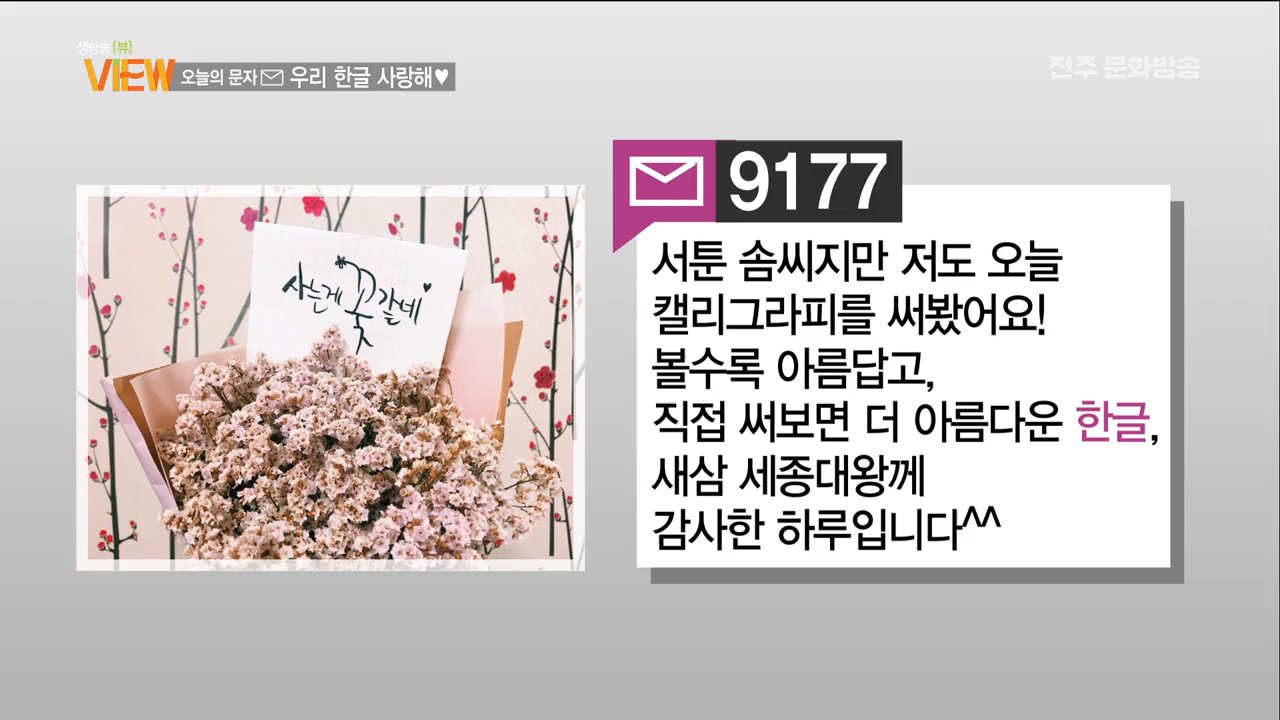 생방송[뷰]
VIEW 오늘의 문자 우리 한글 사랑해♥
전주 문화방송
사는게 꽃같네
9177
서툰 솜씨지만 저도 오늘
캘리그라피를 써봤어요!
볼수록 아름답고,
직접 써보면 더 아름다운 한글,
새삼 세종대왕께
감사한 하루입니다^^